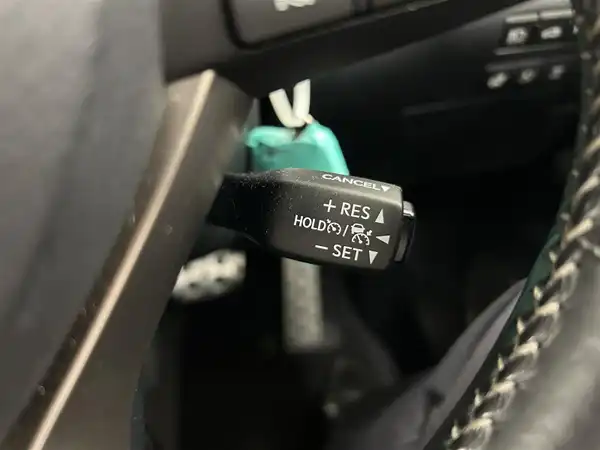 CANCEL▼
+ RES ▲
HOLD / ◀
− SET ▼